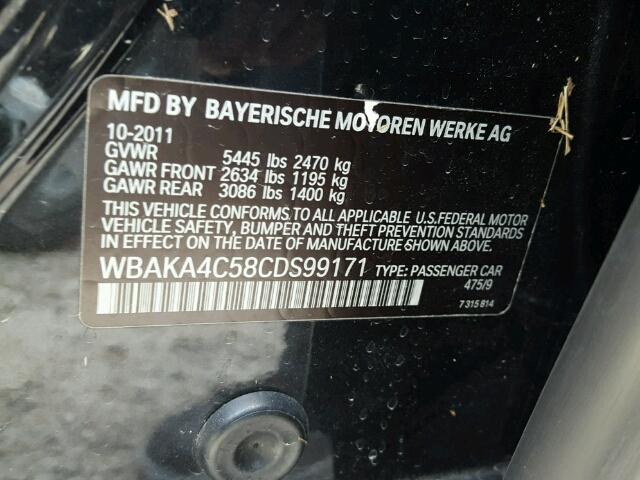 MFD BY BAYERISCHE MOTOREN WERKE AG
10-2011
GVWR 5445 lbs 2470 kg
GAWR FRONT 2634 lbs 1195 kg
GAWR REAR 3086 lbs 1400 kg
THIS VEHICLE CONFORMS TO ALL APPLICABLE U.S. FEDERAL MOTOR
VEHICLE SAFETY, BUMPER AND THEFT PREVENTION STANDARDS
IN EFFECT ON THE DATE OF MANUFACTURE SHOWN ABOVE.
WBAKA4C58CDS99171 TYPE: PASSENGER CAR
475/9
7 315 814